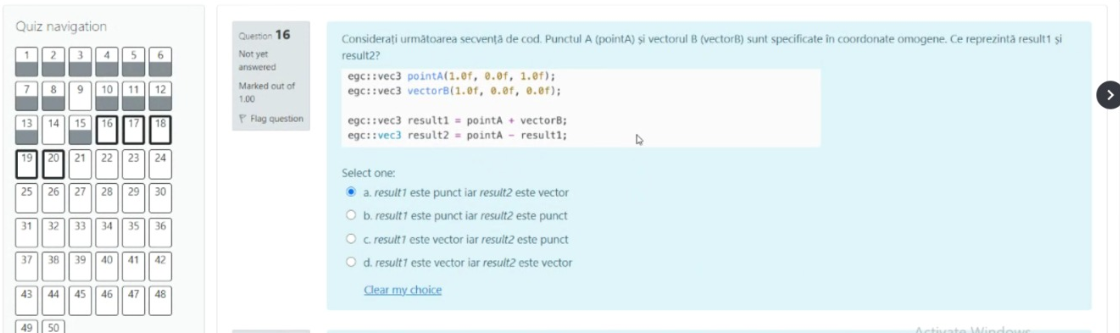 Quiz navigation
1 2 3 4 5 6
7 8 9 10 11 12
13 14 15 16 17 18
19 20 21 22 23 24
25 26 27 28 29 30
31 32 33 34 35 36
37 38 39 40 41 42
43 44 45 46 47 48
49 50
Question 16
Not yet
answered
Marked out of
1.00
Flag question
Considerați următoarea secvență de cod. Punctul A (pointA) și vectorul B (vectorB) sunt specificate în coordonate omogene. Ce reprezintă result1 și
result2?
egc::vec3 pointA(1.0f, 0.0f, 1.0f);
egc::vec3 vectorB(1.0f, 0.0f, 0.0f);
egc::vec3 result1 = pointA + vectorB;
egc::vec3 result2 = pointA - result1;
Select one:
a. result1 este punct iar result2 este vector
b. result1 este punct iar result2 este punct
c. result1 este vector iar result2 este punct
d. result1 este vector iar result2 este vector
Clear my choice
Activate Windows